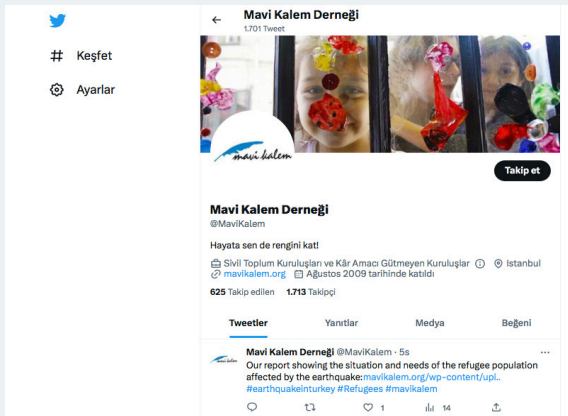 Mavi Kalem Derneği
1.701 Tweet
Keşfet
Ayarlar
mavi kalem
Takip et
Mavi Kalem Derneği
@MaviKalem
Hayata sen de rengini kat!
Sivil Toplum Kuruluşları ve Kâr Amacı Gütmeyen Kuruluşlar Istanbul
mavikalem.org Ağustos 2009 tarihinde katıldı
625 Takip edilen 1.713 Takipçi
Tweetler Yanıtlar Medya Beğeni
Mavi Kalem Derneği @MaviKalem · 5s
Our report showing the situation and needs of the refugee population
affected by the earthquake:mavikalem.org/wp-content/upl..
#earthquakeinturkey #Refugees #mavikalem
1 14